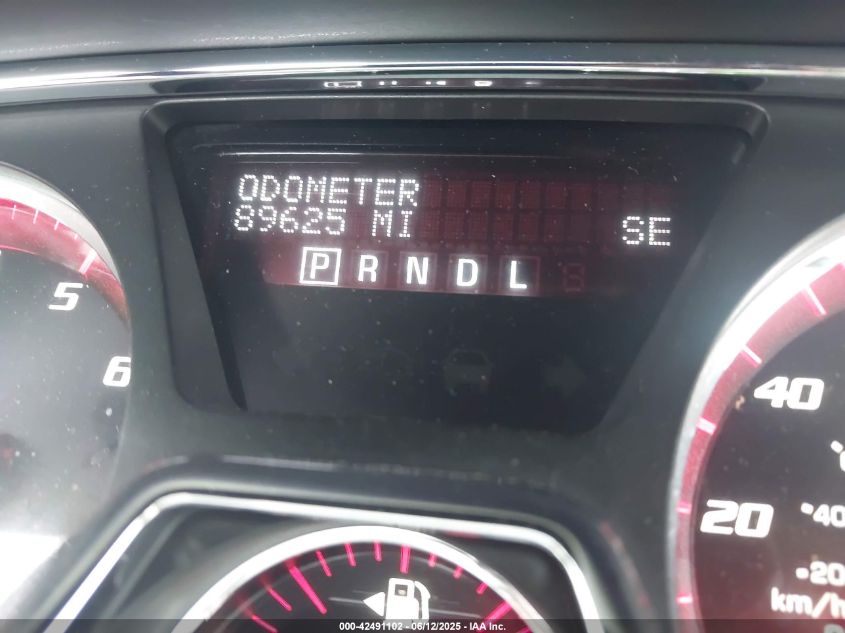 ODOMETER
89625 MI
SE
P R N D L
5
6
40
20
40
20
km/h
000-42491102 - 06/12/2025 - IAA, Inc.